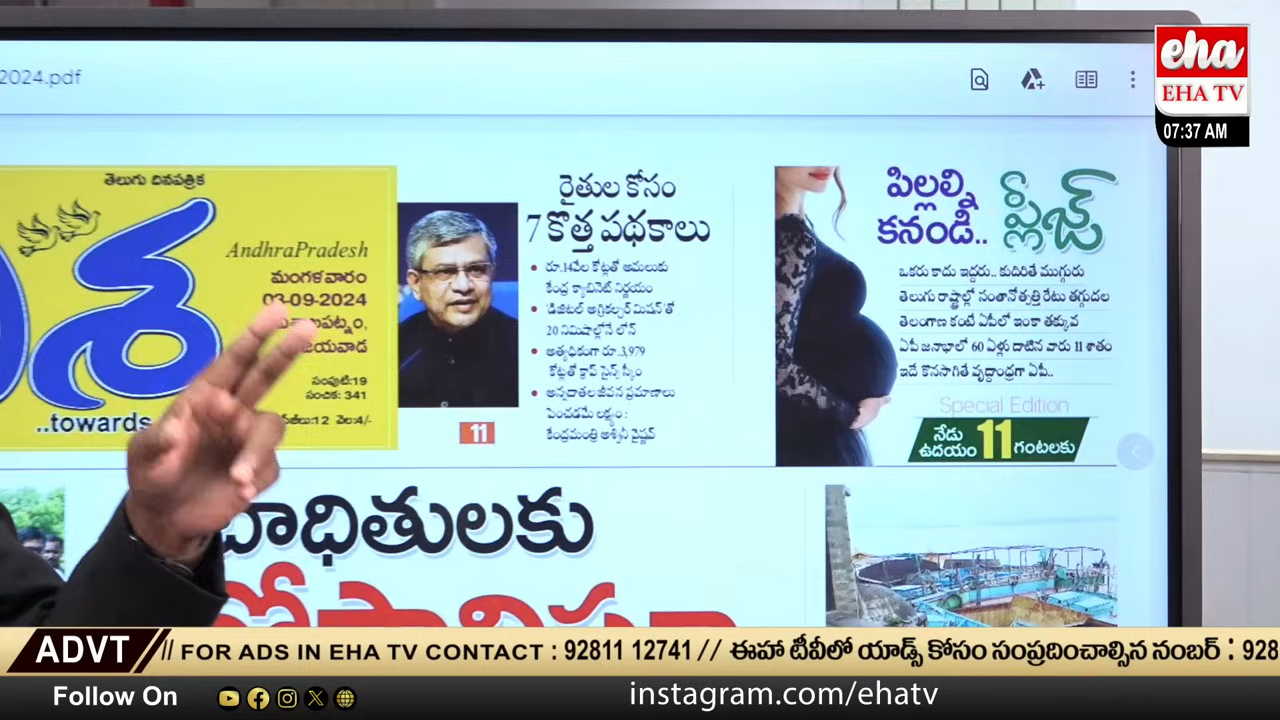 2024.pdf
eha
EHA TV
07:37 AM
తెలుగు దినపత్రిక
AndhraPradesh
మంగళవారం
03-09-2024
సంపుటి:19
సంచిక: 341
వెల:4/-
..towards
రైతుల కోసం
7 కొత్త పథకాలు
రూ.14వేల కోట్లతో అమలుకు
కేంద్ర క్యాబినెట్ నిర్ణయం
'డిజిటల్ అగ్రికల్చర్ మిషన్'తో
20 నిమిషాల్లోనే లోన్
అత్యధికంగా రూ.3,979
కోట్లతో క్రాప్ సైన్స్ స్కీం
అన్నదాతల జీవన ప్రమాణాలు
పెంచడమే లక్ష్యం :
కేంద్రమంత్రి అశ్వినీ వైష్ణవ్
11
పిల్లల్ని
కనండి..
ప్లీజ్
ఒకరు కాదు ఇద్దరు.. కుదిరితే ముగ్గురు
తెలుగు రాష్ట్రాల్లో సంతానోత్పత్తి రేటు తగ్గుదల
తెలంగాణ కంటే ఏపీలో ఇంకా తక్కువ
ఏపీ జనాభాలో 60 ఏళ్లు దాటిన వారు 11 శాతం
ఇదే కొనసాగితే వృద్ధాంధ్రగా ఏపీ..
Special Edition
నేడు
ఉదయం 11 గంటలకు
బాధితులకు
ADVT // FOR ADS IN EHA TV CONTACT : 92811 12741 // ఈహా టీవీలో యాడ్స్ కోసం సంప్రదించాల్సిన నంబర్ : 928
Follow On
instagram.com/ehatv